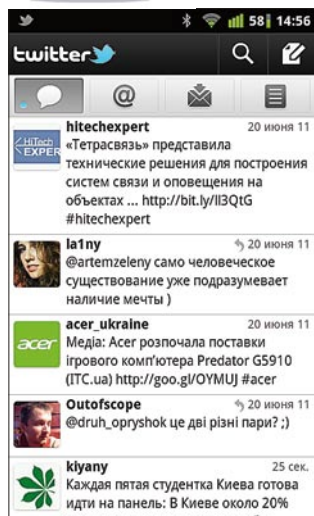 58 14:56
twitter
@
hitechexpert 20 июня 11
HiTech
EXPER
«Тетрасвязь» представила
технические решения для построения
систем связи и оповещения на
объектах ... http://bit.ly/lI3QtG
#hitechexpert
la1ny 20 июня 11
@artemzeleny само человеческое
существование уже подразумевает
наличие мечты )
acer_ukraine 20 июня 11
acer
Медіа: Acer розпочала поставки
ігрового комп'ютера Predator G5910
(ITC.ua) http://goo.gl/OYMUJ #acer
Outofscope 20 июня 11
@druh_opryshok це дві різні пари? ;)
kiyany 25 сек.
Каждая пятая студентка Киева готова
идти на панель: В Киеве около 20%